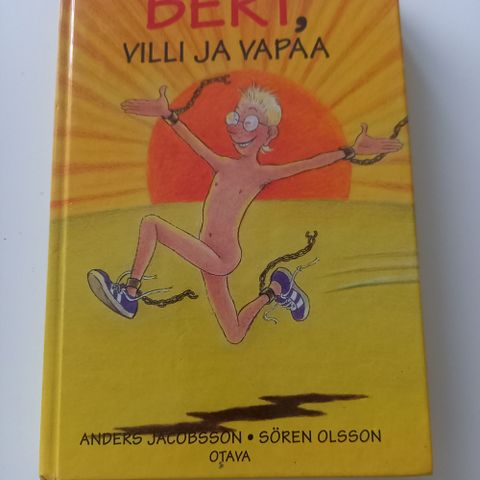 BERT,
VILLI JA VAPAA
ANDERS JACOBSSON • SÖREN OLSSON
OTAVA